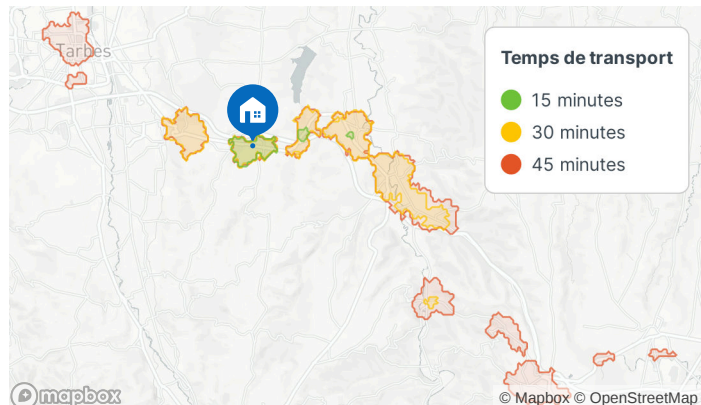 Tarbes
Temps de transport
15 minutes
30 minutes
45 minutes
mapbox
© Mapbox © OpenStreetMap